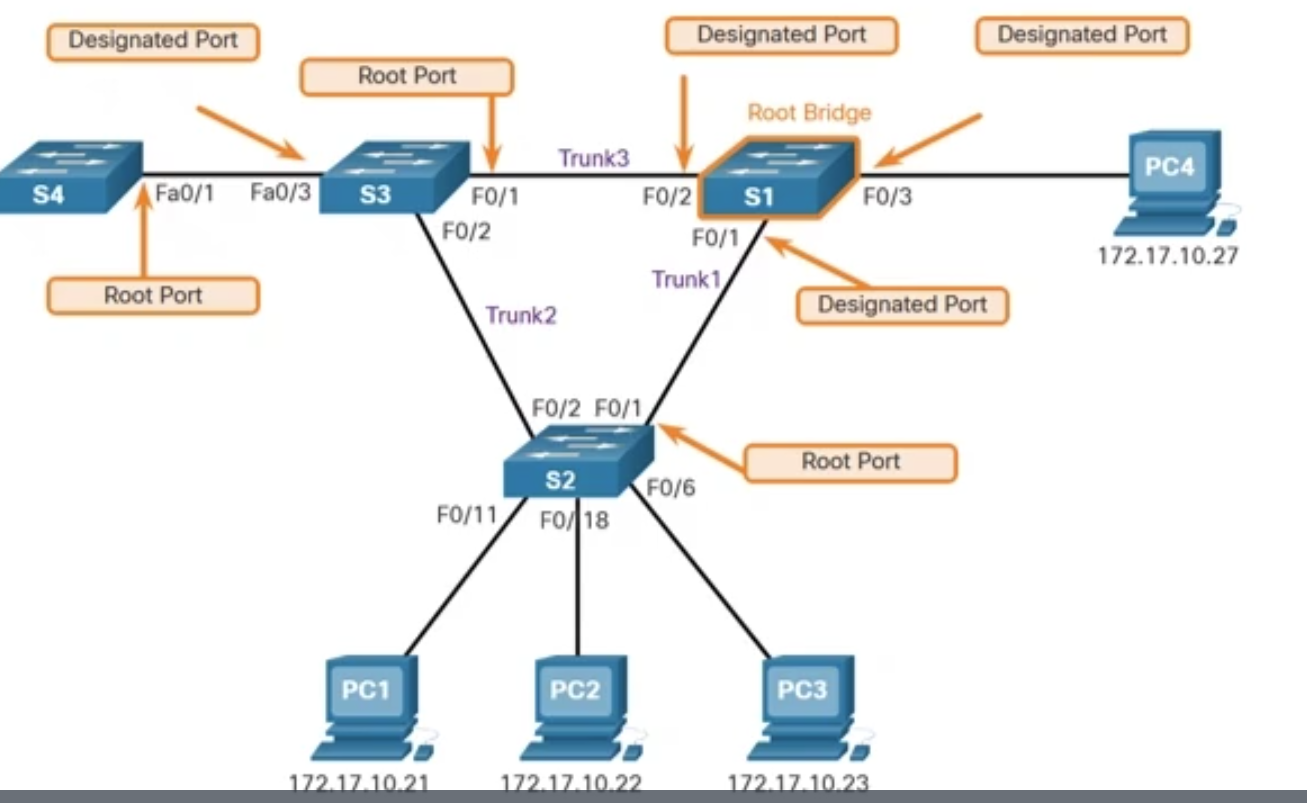 Designated Port
Root Port
Designated Port
Designated Port
Root Bridge
Trunk3
S4
Fa0/1
Fa0/3
S3
F0/1
F0/2
S1
F0/3
PC4
172.17.10.27
F0/2
F0/1
Trunk1
Root Port
Designated Port
Trunk2
F0/2
F0/1
Root Port
S2
F0/6
F0/11
F0/18
PC1
PC2
PC3
172.17.10.21
172.17.10.22
172.17.10.23